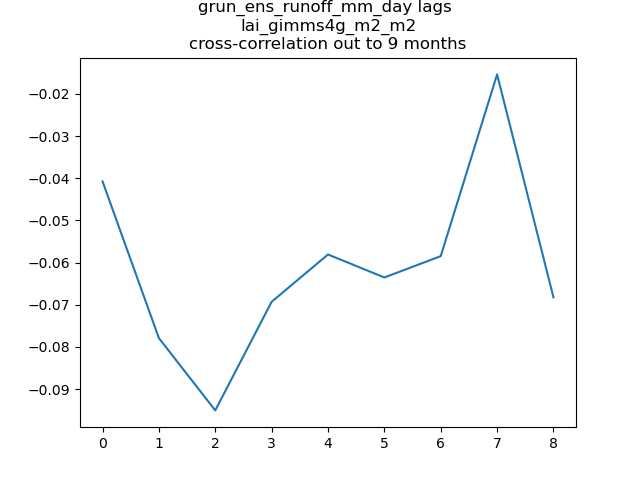 grun_ens_runoff_mm_day lags
lai_gimms4g_m2_m2
cross-correlation out to 9 months
−0.02
−0.03
−0.04
−0.05
−0.06
−0.07
−0.08
−0.09
0 1 2 3 4 5 6 7 8